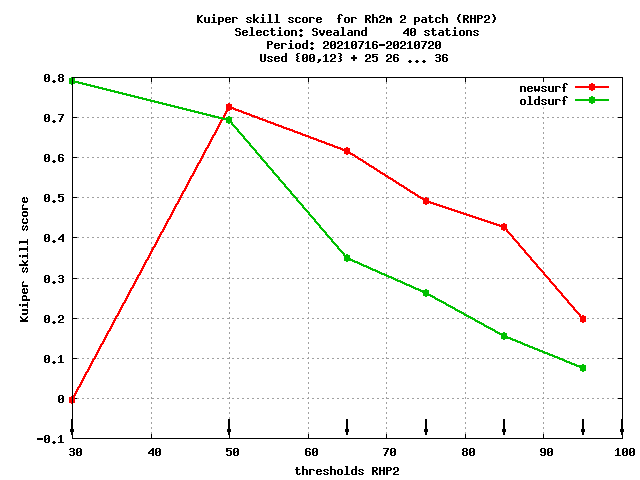 Kuiper skill score  for Rh2m 2 patch (RHP2)
Selection: Svealand     40 stations
Period: 20210716-20210720
Used {00,12} + 25 26 ... 36
newsurf
oldsurf
0.8
0.7
0.6
0.5
0.4
0.3
0.2
0.1
0
-0.1
Kuiper skill score
30 40 50 60 70 80 90 100
thresholds RHP2